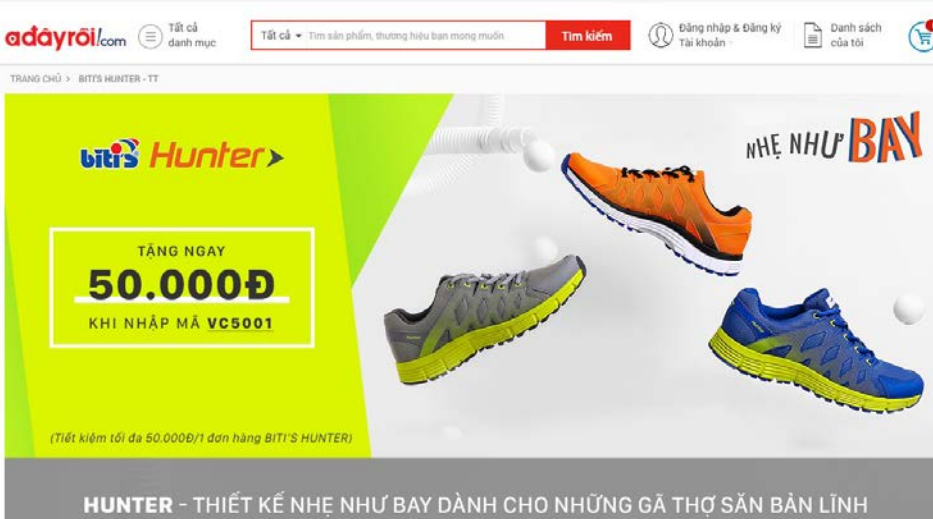 adâyrõi!com
Tất cả
danh mục
Tất cả
Tìm sản phẩm, thương hiệu bạn mong muốn
Tìm kiếm
Đăng nhập & Đăng ký
Tài khoản
Danh sách
của tôi
TRANG CHỦ > BITI'S HUNTER - TT
biti's Hunter
NHẸ NHƯ BAY
TẶNG NGAY
50.000Đ
KHI NHẬP MÃ VC5001
(Tiết kiệm tối đa 50.000Đ/1 đơn hàng BITI'S HUNTER)
HUNTER - THIẾT KẾ NHẸ NHƯ BAY DÀNH CHO NHỮNG GÃ THỢ SĂN BẢN LĨNH